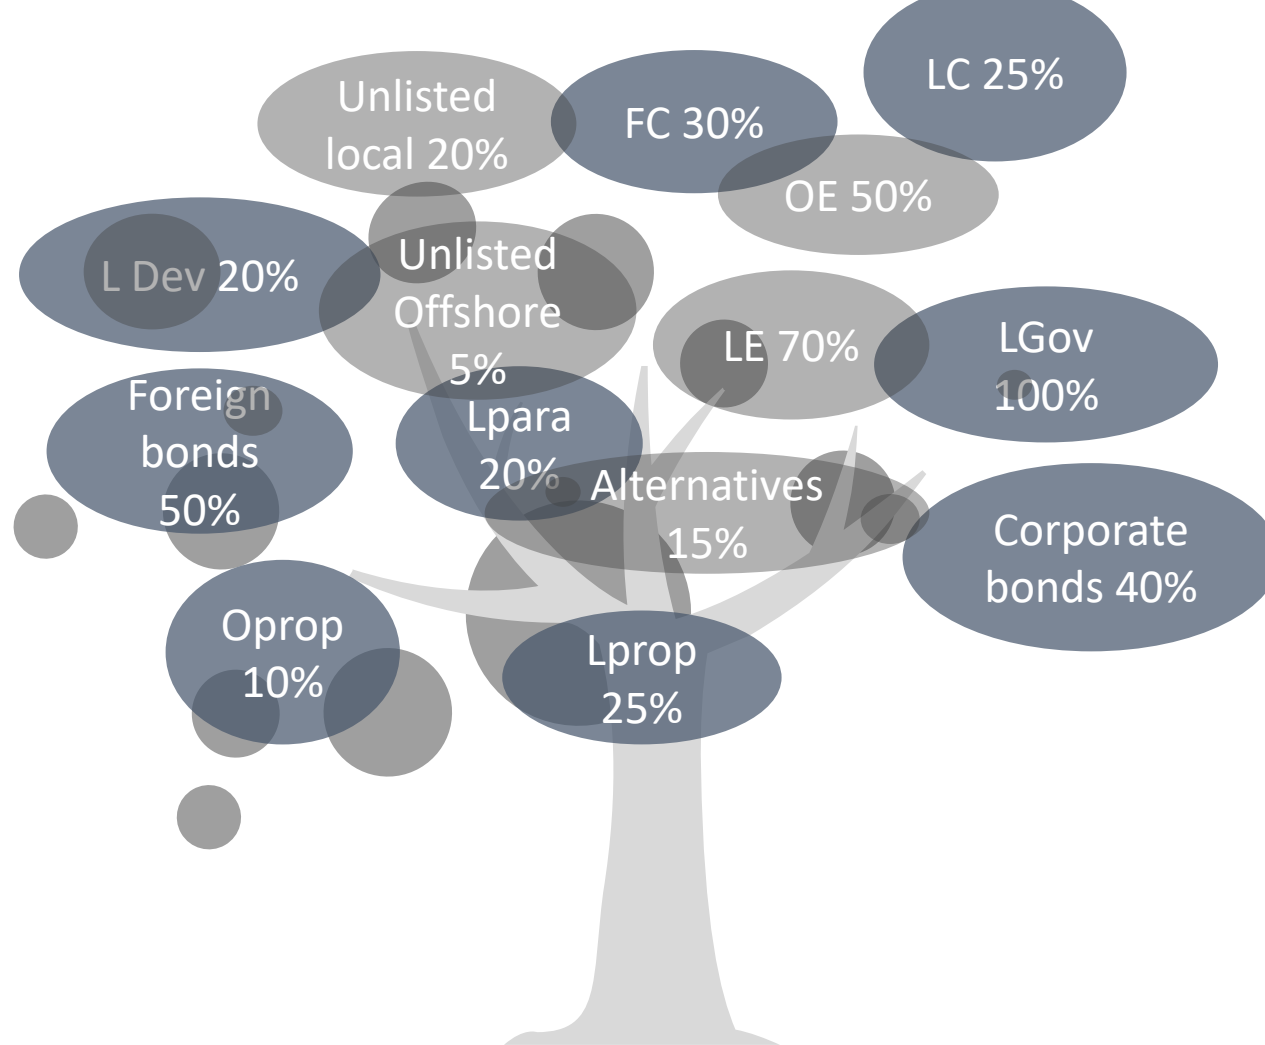 LC 25%
Unlisted
local 20%
FC 30%
OE 50%
L Dev 20%
Unlisted
Offshore
5%
LE 70%
LGov
100%
Foreign
bonds
50%
Lpara
20%
Alternatives
15%
Corporate
bonds 40%
Oprop
10%
Lprop
25%